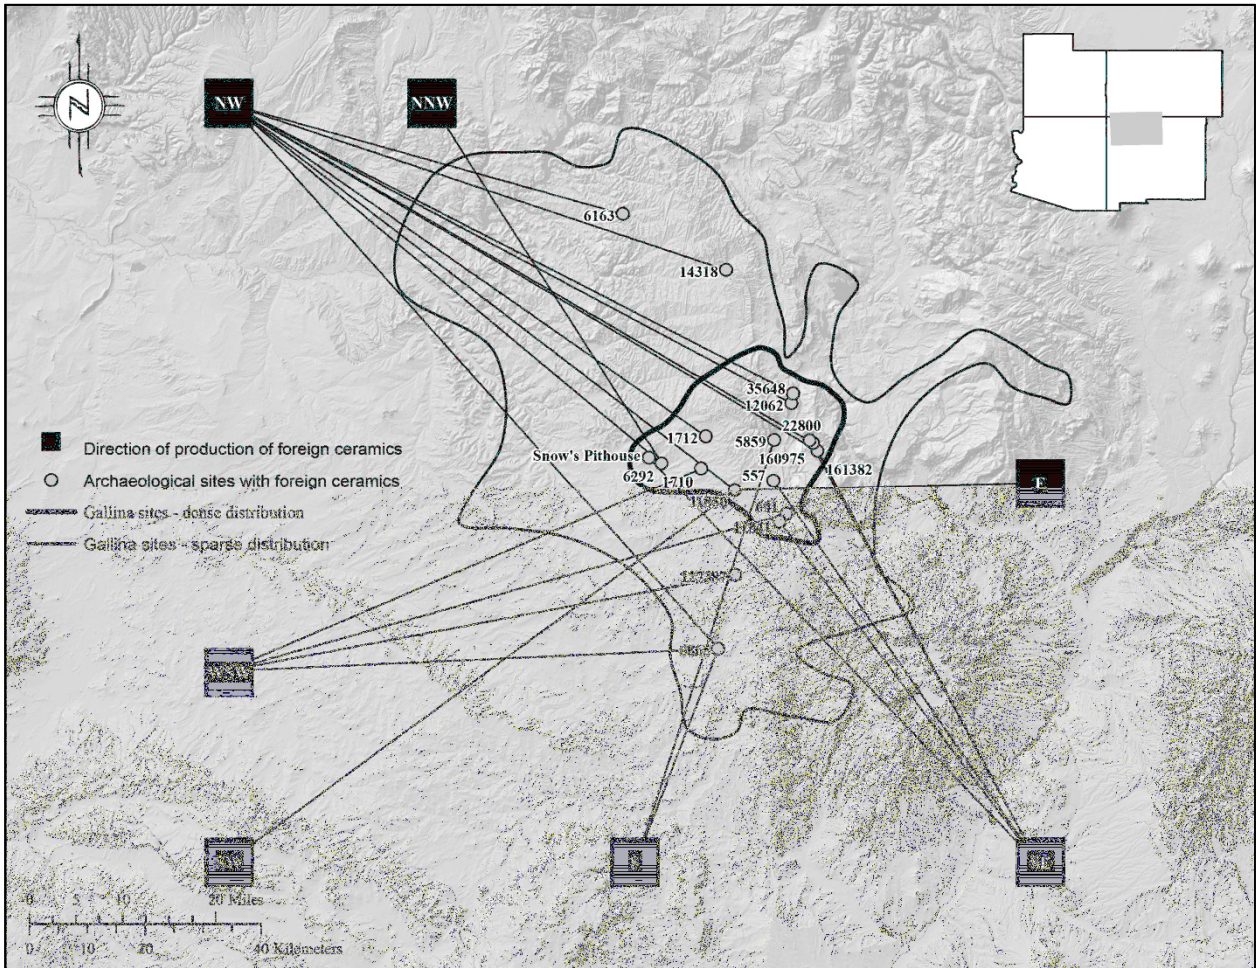 N
NW
NNW
6163
14318
35648
12062
22800
1712
5859
Snow's Pithouse
160975
6292
1710
557
161382
E
641
Direction of production of foreign ceramics
Archaeological sites with foreign ceramics
Gallina sites - dense distribution
Gallina sites - sparse distribution
0 5 10 20 Miles
0 10 20 40 Kilometers